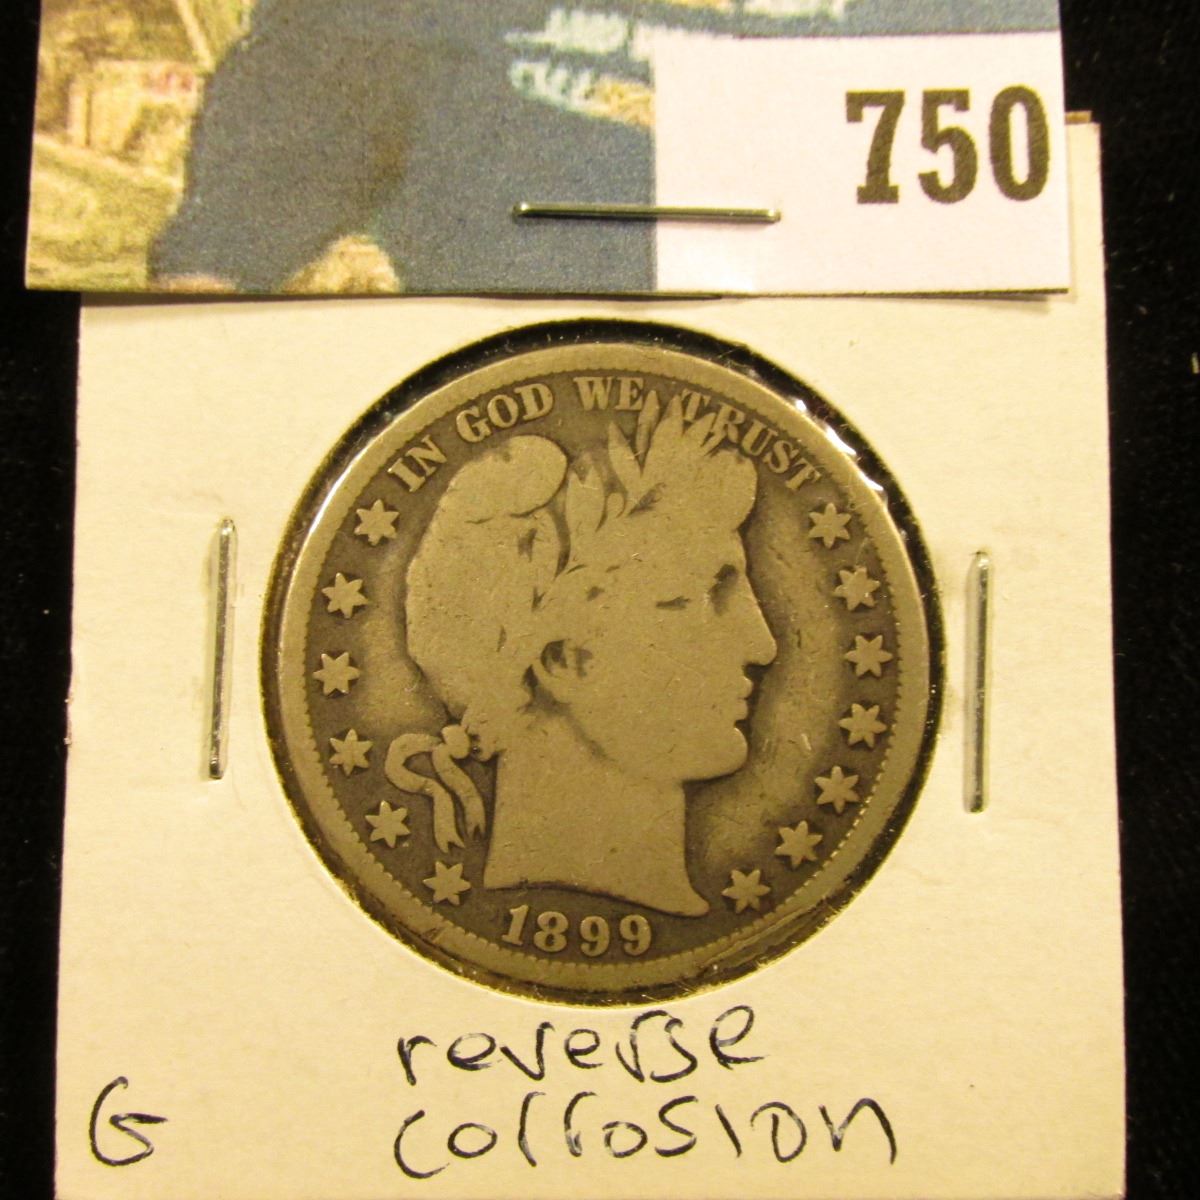 750
IN GOD WE TRUST
1899
reverse
G corrosion